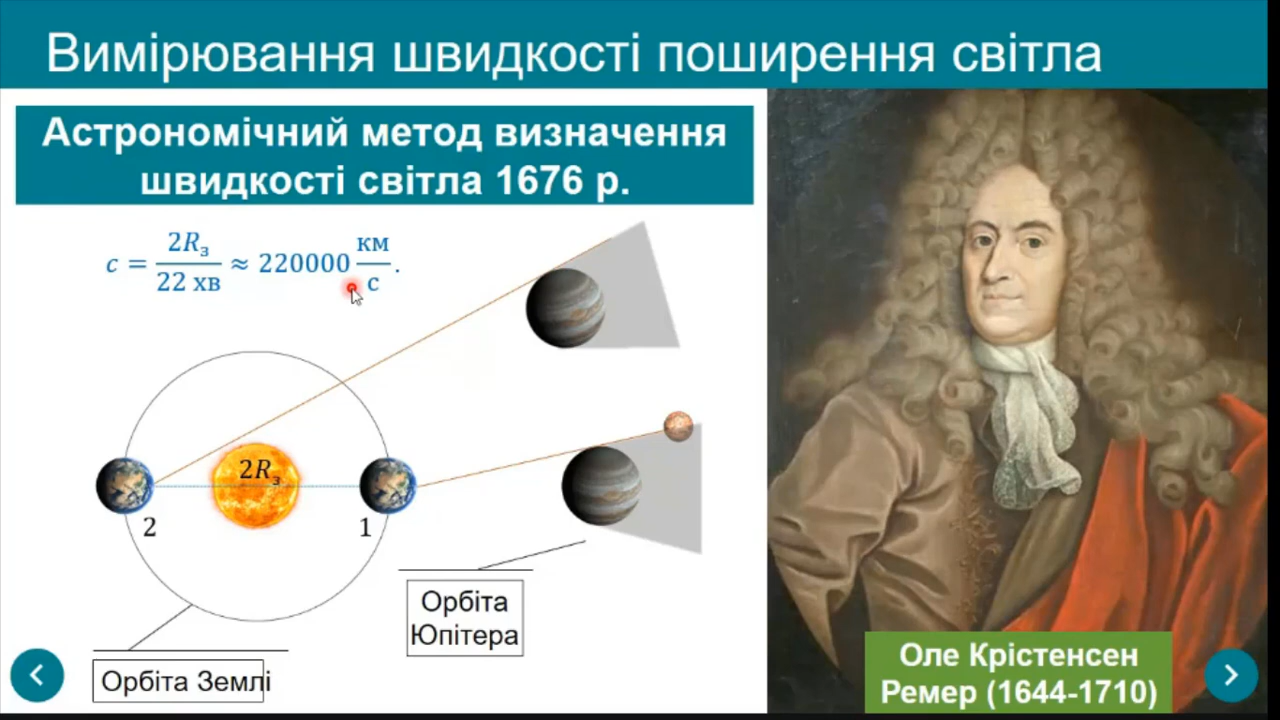 Вимірювання швидкості поширення світла
Астрономічний метод визначення
швидкості світла 1676 р.
c = 2Rз / 22 хв ≈ 220000 км / с .
2Rз
2
1
Орбіта
Юпітера
Орбіта Землі
Оле Крістенсен
Ремер (1644-1710)